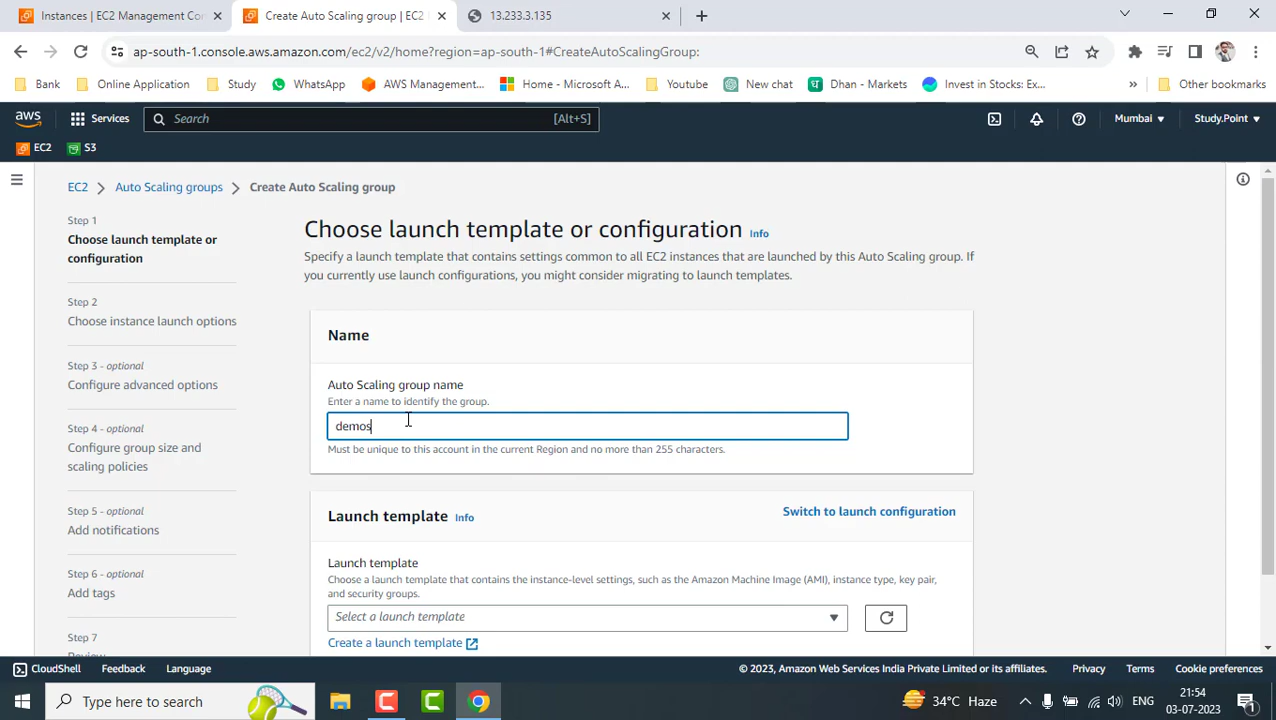 Instances | EC2 Management Con
Create Auto Scaling group | EC2
13.233.3.135
ap-south-1.console.aws.amazon.com/ec2/v2/home?region=ap-south-1#CreateAutoScalingGroup:
Bank
Online Application
Study
WhatsApp
AWS Management...
Home - Microsoft A...
Youtube
New chat
Dhan - Markets
Invest in Stocks: Ex...
»
Other bookmarks
aws
Services
Search
[Alt+S]
Mumbai
Study.Point
EC2
S3
EC2 > Auto Scaling groups > Create Auto Scaling group
Step 1
Choose launch template or
configuration
Step 2
Choose instance launch options
Step 3 - optional
Configure advanced options
Step 4 - optional
Configure group size and
scaling policies
Step 5 - optional
Add notifications
Step 6 - optional
Add tags
Step 7
Review
Choose launch template or configuration Info
Specify a launch template that contains settings common to all EC2 instances that are launched by this Auto Scaling group. If
you currently use launch configurations, you might consider migrating to launch templates.
Name
Auto Scaling group name
Enter a name to identify the group.
demos
Must be unique to this account in the current Region and no more than 255 characters.
Launch template Info
Switch to launch configuration
Launch template
Choose a launch template that contains the instance-level settings, such as the Amazon Machine Image (AMI), instance type, key pair,
and security groups.
Select a launch template
Create a launch template
CloudShell
Feedback
Language
© 2023, Amazon Web Services India Private Limited or its affiliates.
Privacy
Terms
Cookie preferences
Type here to search
34°C Haze
ENG
21:54
03-07-2023
1